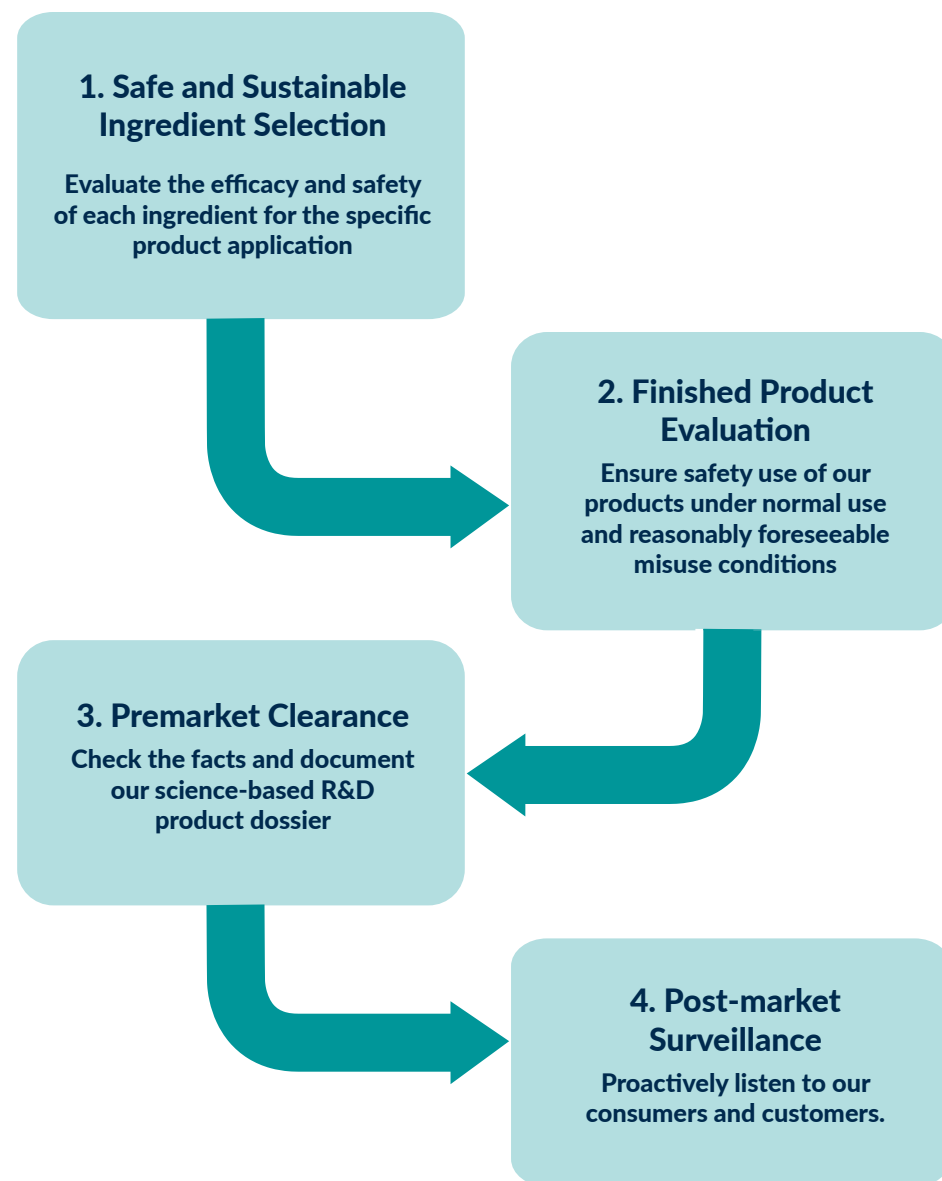 1. Safe and Sustainable
Ingredient Selection
Evaluate the efficacy and safety
of each ingredient for the specific
product application
2. Finished Product
Evaluation
Ensure safety use of our
products under normal use
and reasonably foreseeable
misuse conditions
3. Premarket Clearance
Check the facts and document
our science-based R&D
product dossier
4. Post-market
Surveillance
Proactively listen to our
consumers and customers.